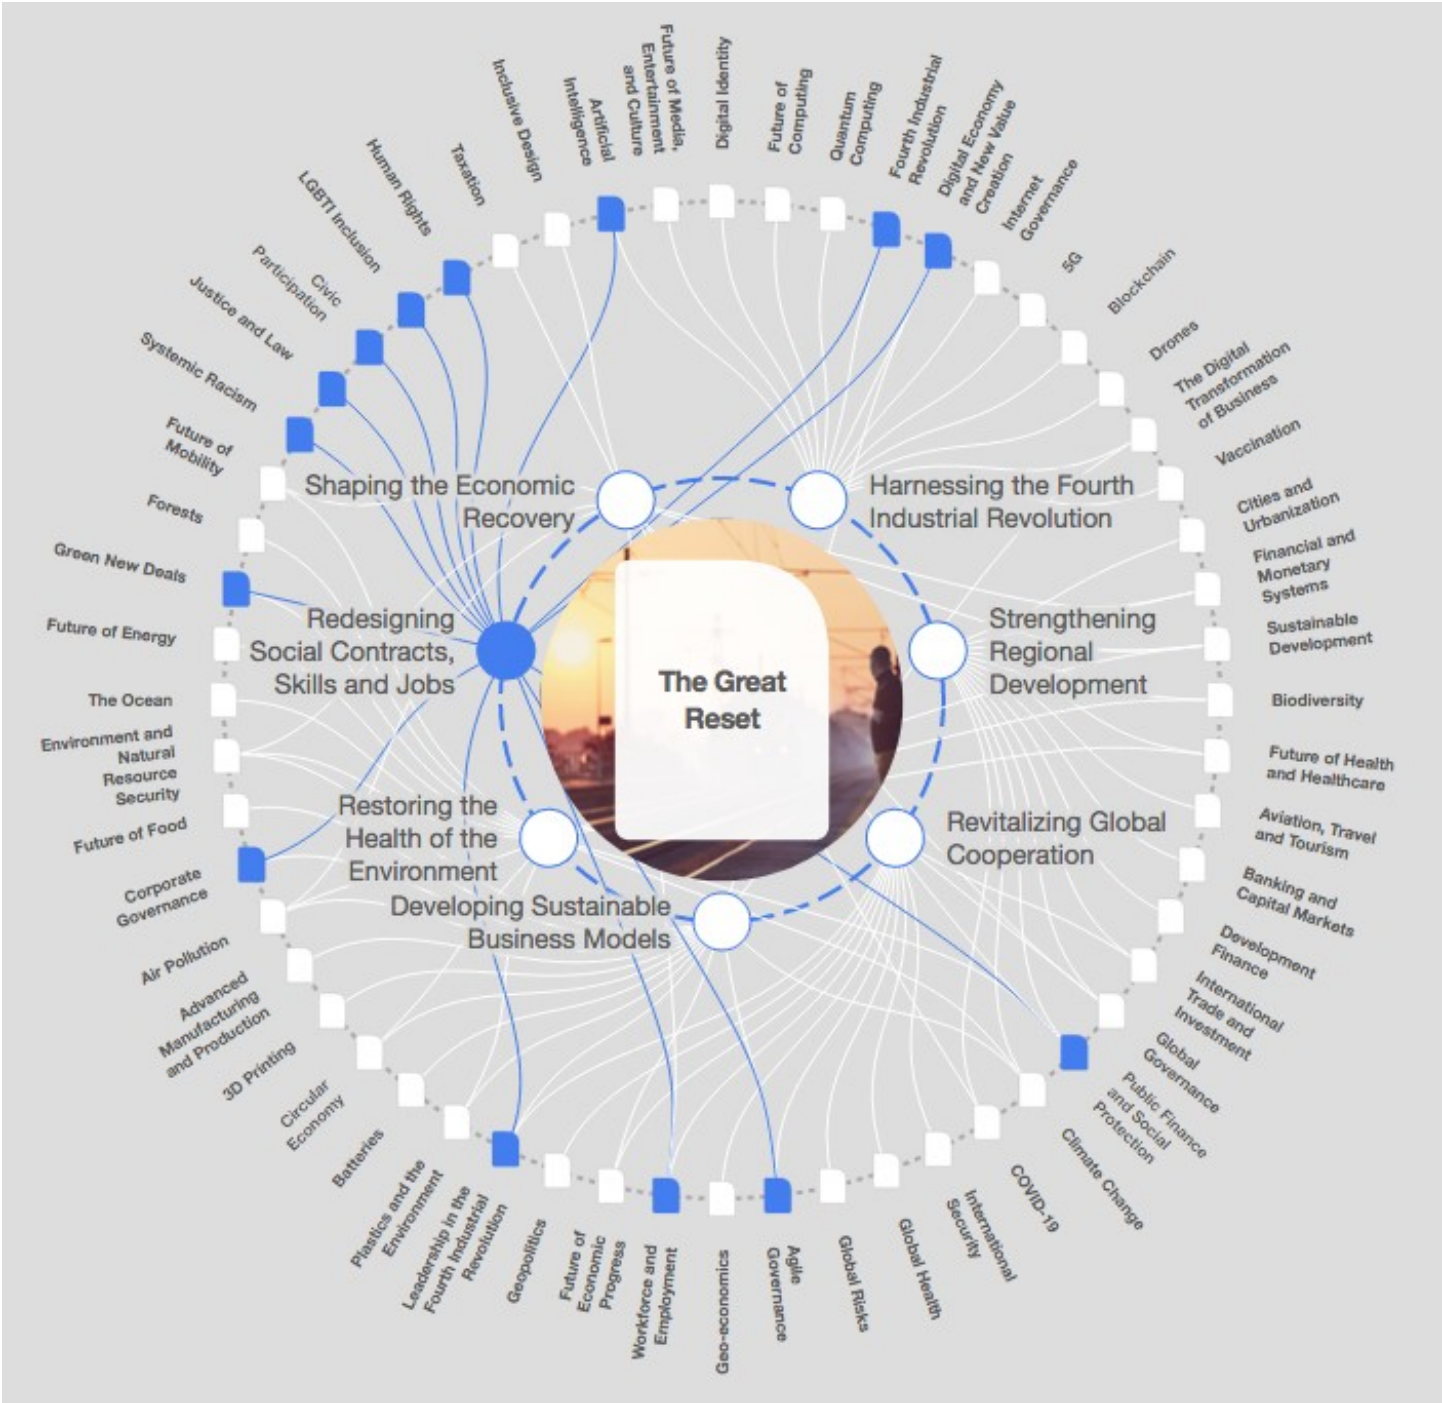 The Great
Reset
Shaping the Economic
Recovery
Harnessing the Fourth
Industrial Revolution
Strengthening
Regional
Development
Revitalizing Global
Cooperation
Developing Sustainable
Business Models
Restoring the
Health of the
Environment
Redesigning
Social Contracts,
Skills and Jobs
Digital Identity
Future of
Computing
Quantum
Computing
Fourth Industrial
Revolution
Digital Economy
and New Value
Creation
Internet
Governance
5G
Blockchain
Drones
The Digital
Transformation
of Business
Vaccination
Cities and
Urbanization
Financial and
Monetary
Systems
Sustainable
Development
Biodiversity
Future of Health
and Healthcare
Aviation, Travel
and Tourism
Banking and
Capital Markets
Development
Finance
International
Trade and
Investment
Global
Governance
Public Finance
and Social
Protection
Climate Change
COVID-19
International
Security
Global Health
Global Risks
Agile
Governance
Geo-economics
Workforce and
Employment
Future of
Economic
Progress
Geopolitics
Leadership in the
Fourth Industrial
Revolution
Plastics and the
Environment
Batteries
Circular
Economy
3D Printing
Advanced
Manufacturing
and Production
Air Pollution
Corporate
Governance
Future of Food
Environment and
Natural
Resource
Security
The Ocean
Future of Energy
Green New Deals
Forests
Future of
Mobility
Systemic Racism
Justice and Law
Civic
Participation
LGBTI Inclusion
Human Rights
Taxation
Inclusive Design
Artificial
Intelligence
Future of Media,
Entertainment
and Culture